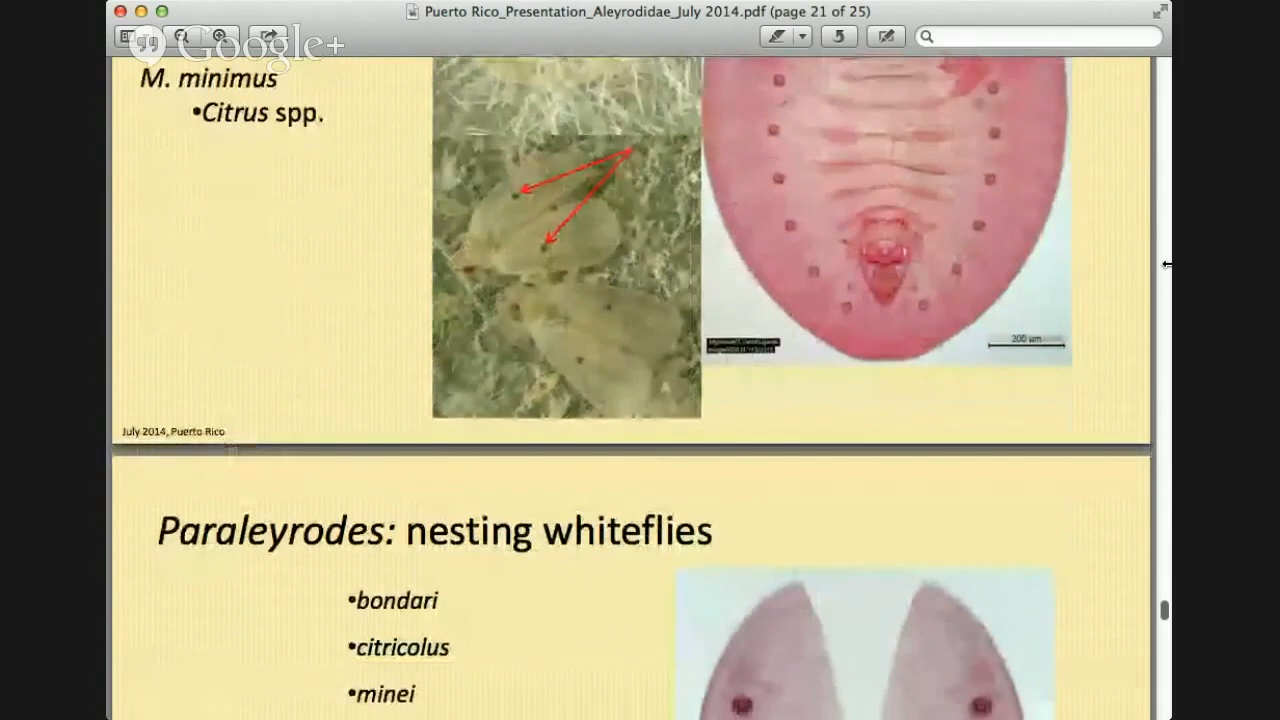 Puerto Rico_Presentation_Aleyrodidae_July 2014.pdf (page 21 of 25)
Google+
M. minimus
•Citrus spp.
200 um
July 2014, Puerto Rico
Paraleyrodes: nesting whiteflies
•bondari
•citricolus
•minei